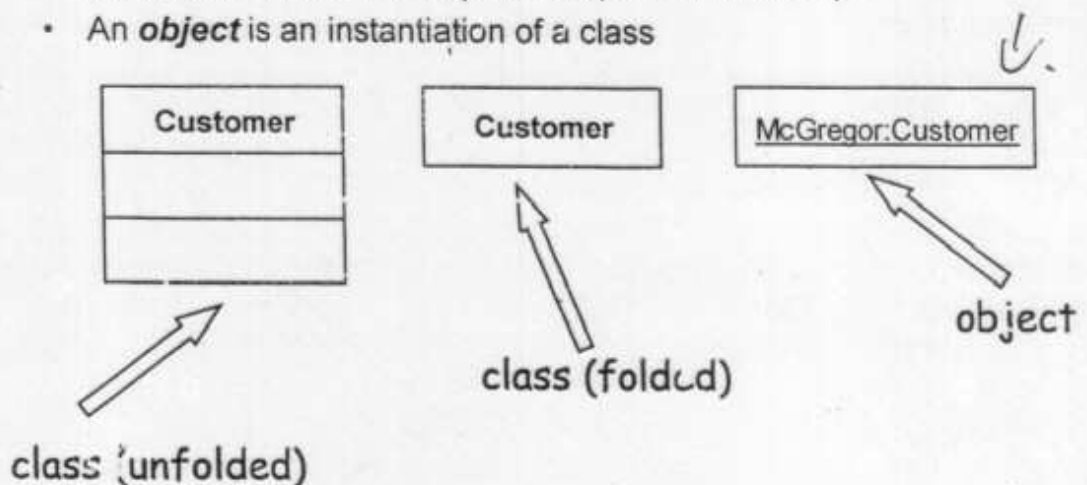 • An object is an instantiation of a class
Customer
Customer
McGregor:Customer
object
class (folded)
class (unfolded)